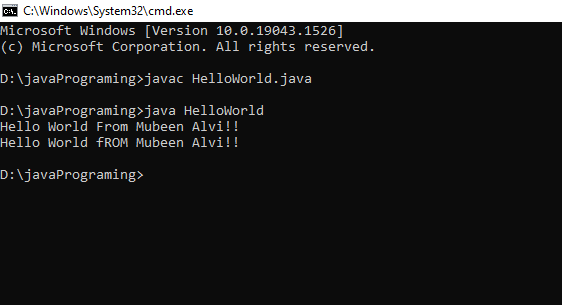 C:\Windows\System32\cmd.exe
Microsoft Windows [Version 10.0.19043.1526]
(c) Microsoft Corporation. All rights reserved.
D:\javaPrograming>javac HelloWorld.java
D:\javaPrograming>java HelloWorld
Hello World From Mubeen Alvi!!
Hello World fROM Mubeen Alvi!!
D:\javaPrograming>